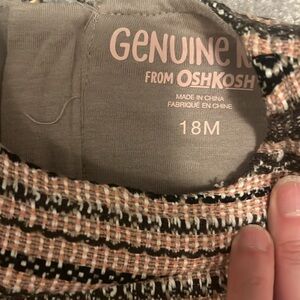 GENUINE K
FROM OSHKOSH
MADE IN CHINA
FABRIQUÉ EN CHINE
18M